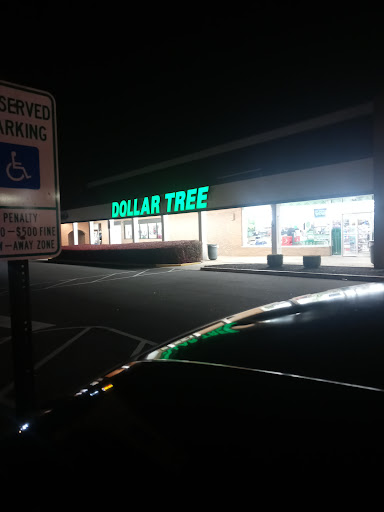 SERVED
ARKING
PENALTY
0-$500 FINE
-AWAY ZONE
DOLLAR TREE